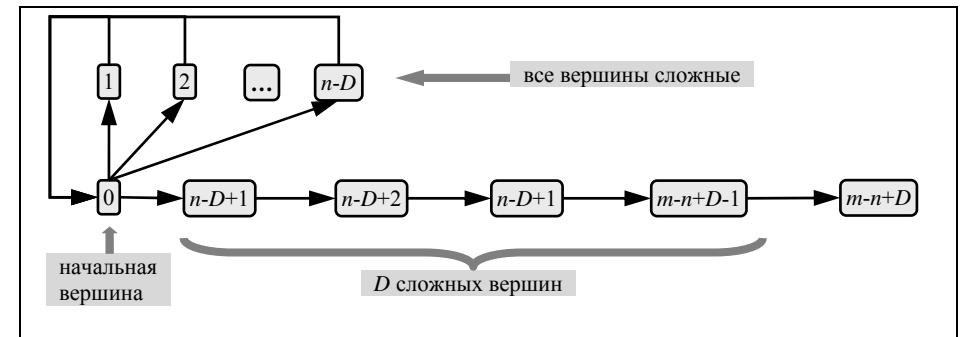 1
2
...
n-D
все вершины сложные
0
n-D+1
n-D+2
n-D+1
m-n+D-1
m-n+D
начальная
вершина
D сложных вершин